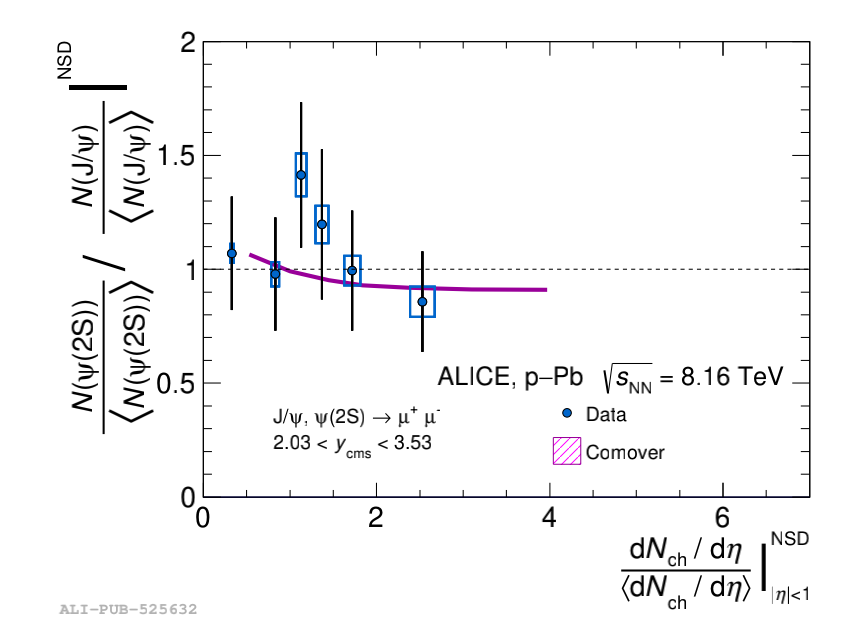 N(ψ(2S)) / ⟨N(ψ(2S))⟩ / N(J/ψ) / ⟨N(J/ψ)⟩ | NSD
2
1.5
1
0.5
0
ALICE, p−Pb √sNN = 8.16 TeV
J/ψ, ψ(2S) → μ+ μ-
2.03 < ycms < 3.53
Data
Comover
0 2 4 6
dNch / dη / ⟨dNch / dη⟩ | NSD |η|<1
ALI−PUB−525632